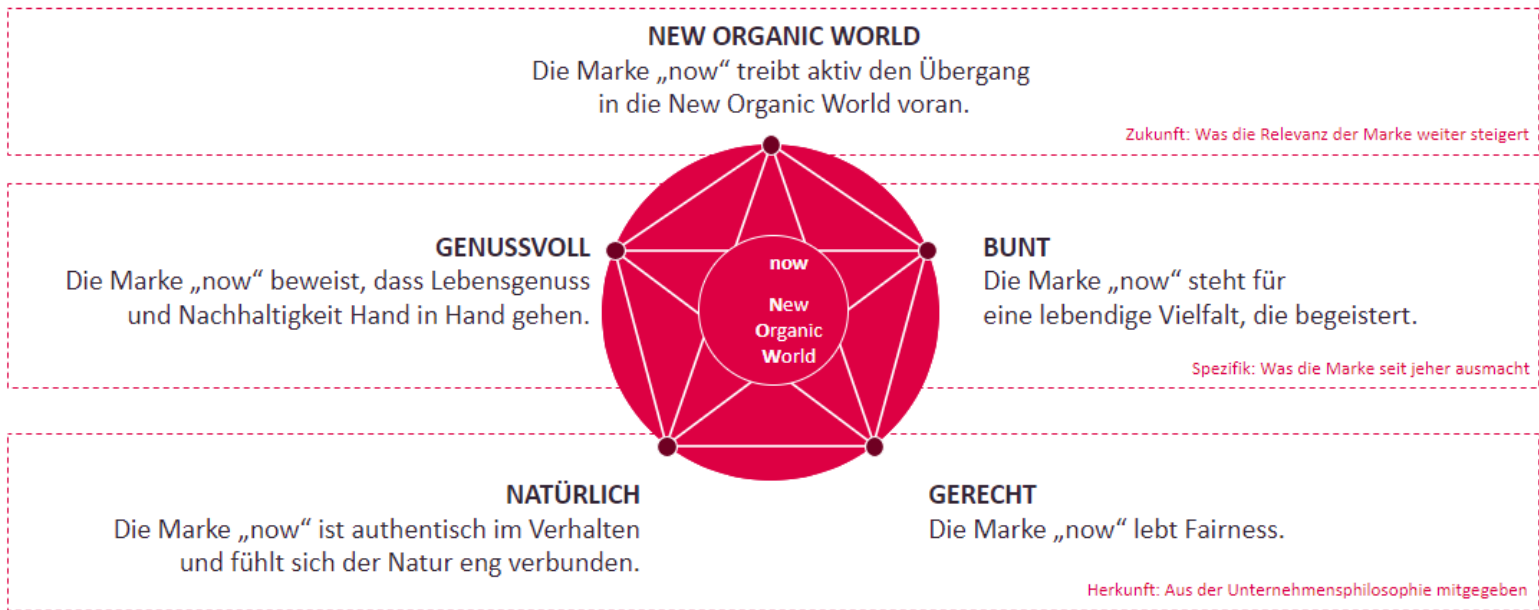 NEW ORGANIC WORLD
Die Marke „now“ treibt aktiv den Übergang
in die New Organic World voran.
Zukunft: Was die Relevanz der Marke weiter steigert
GENUSSVOLL
Die Marke „now“ beweist, dass Lebensgenuss
und Nachhaltigkeit Hand in Hand gehen.
now
New
Organic
World
BUNT
Die Marke „now“ steht für
eine lebendige Vielfalt, die begeistert.
Spezifik: Was die Marke seit jeher ausmacht
NATÜRLICH
Die Marke „now“ ist authentisch im Verhalten
und fühlt sich der Natur eng verbunden.
GERECHT
Die Marke „now“ lebt Fairness.
Herkunft: Aus der Unternehmensphilosophie mitgegeben